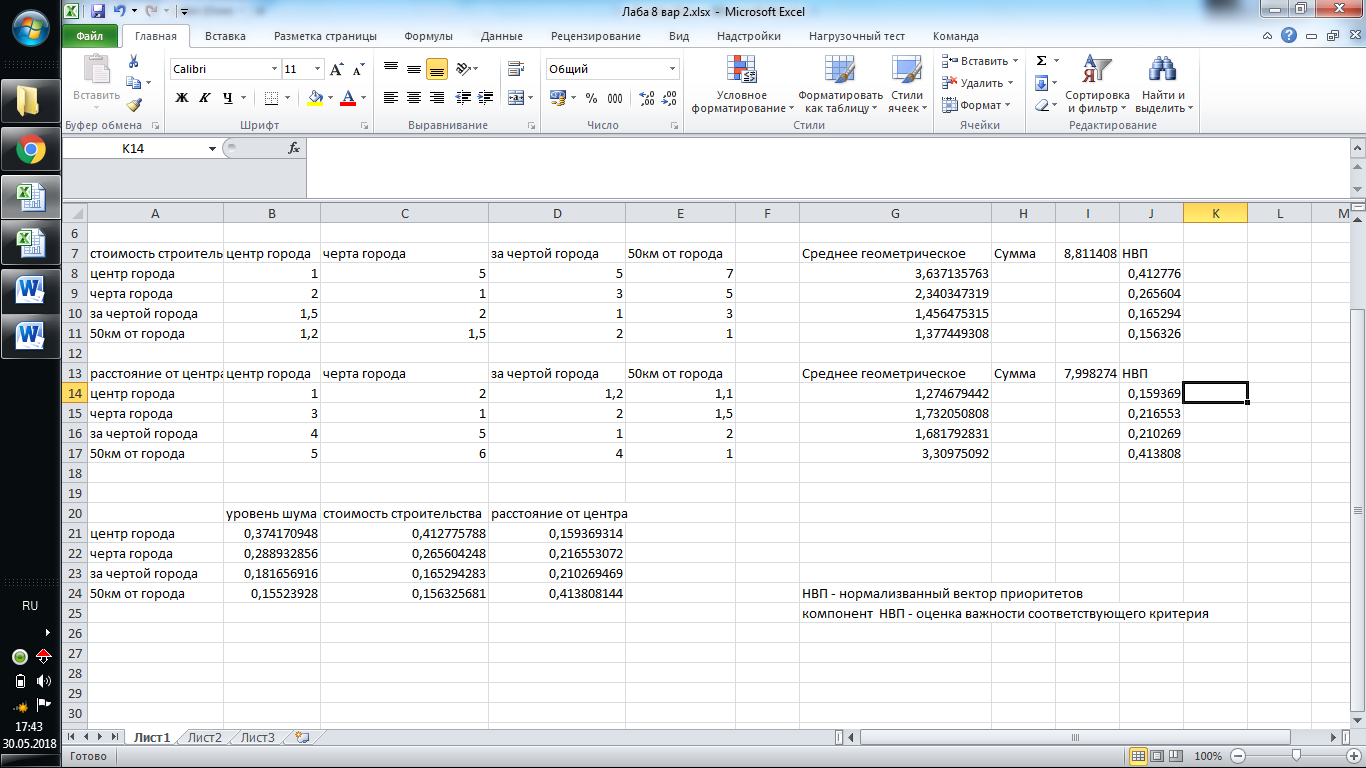 Лаба 8 вар 2.xlsx - Microsoft Excel
Файл Главная Вставка Разметка страницы Формулы Данные Рецензирование Вид Надстройки Нагрузочный тест Команда
Вставить
Буфер обмена
Calibri 11
Ж К Ч
Шрифт
Выравнивание
Общий
% 000
Число
Условное форматирование
Форматировать как таблицу
Стили ячеек
Стили
Вставить
Удалить
Формат
Ячейки
Σ
Сортировка и фильтр
Найти и выделить
Редактирование
K14 fx
A B C D E F G H I J K L M
6
7 стоимость строитель центр города черта города за чертой города 50км от города Среднее геометрическое Сумма 8,811408 НВП
8 центр города 1 5 5 7 3,637135763 0,412776
9 черта города 2 1 3 5 2,340347319 0,265604
10 за чертой города 1,5 2 1 3 1,456475315 0,165294
11 50км от города 1,2 1,5 2 1 1,377449308 0,156326
12
13 расстояние от центра центр города черта города за чертой города 50км от города Среднее геометрическое Сумма 7,998274 НВП
14 центр города 1 2 1,2 1,1 1,274679442 0,159369
15 черта города 3 1 2 1,5 1,732050808 0,216553
16 за чертой города 4 5 1 2 1,681792831 0,210269
17 50км от города 5 6 4 1 3,30975092 0,413808
18
19
20 уровень шума стоимость строительства расстояние от центра
21 центр города 0,374170948 0,412775788 0,159369314
22 черта города 0,288932856 0,265604248 0,216553072
23 за чертой города 0,181656916 0,165294283 0,210269469
24 50км от города 0,15523928 0,156325681 0,413808144 НВП - нормализванный вектор приоритетов
25 компонент НВП - оценка важности соответствующего критерия
26
27
28
29
30
Лист1 Лист2 Лист3
Готово 100%
RU
17:43
30.05.2018